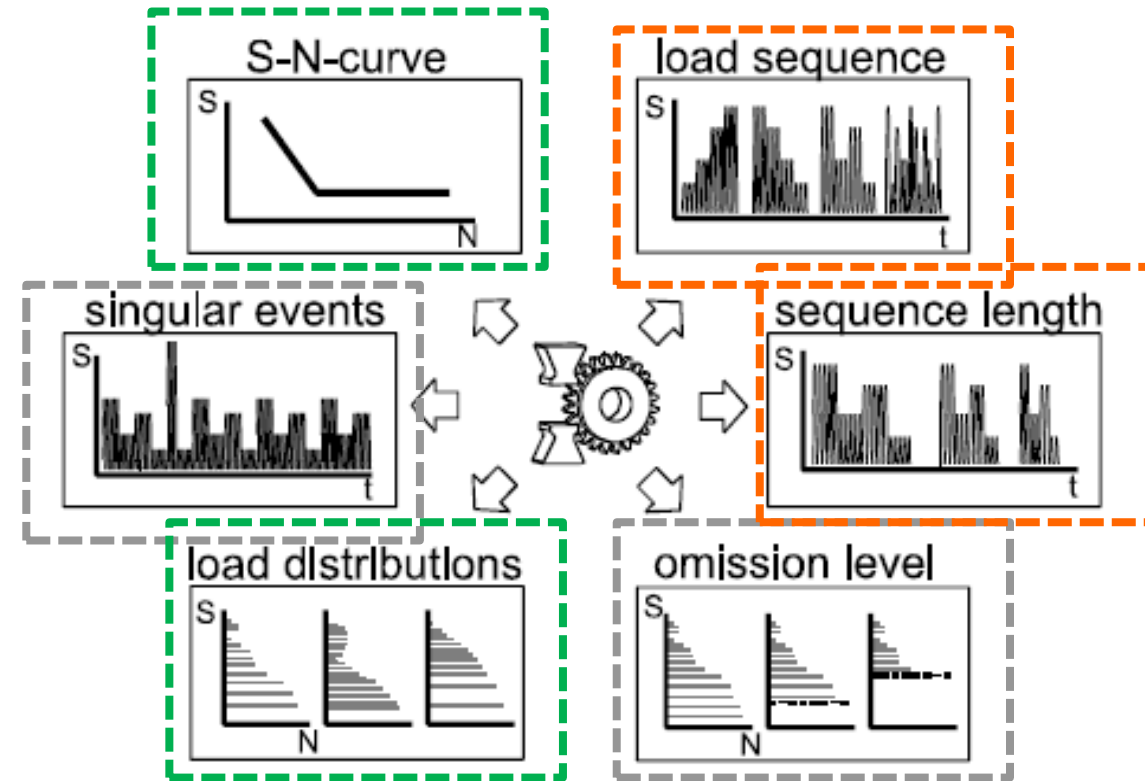 S-N-curve
S
N
load sequence
S
t
singular events
S
t
sequence length
S
t
load distributions
S
N
omission level
S
N